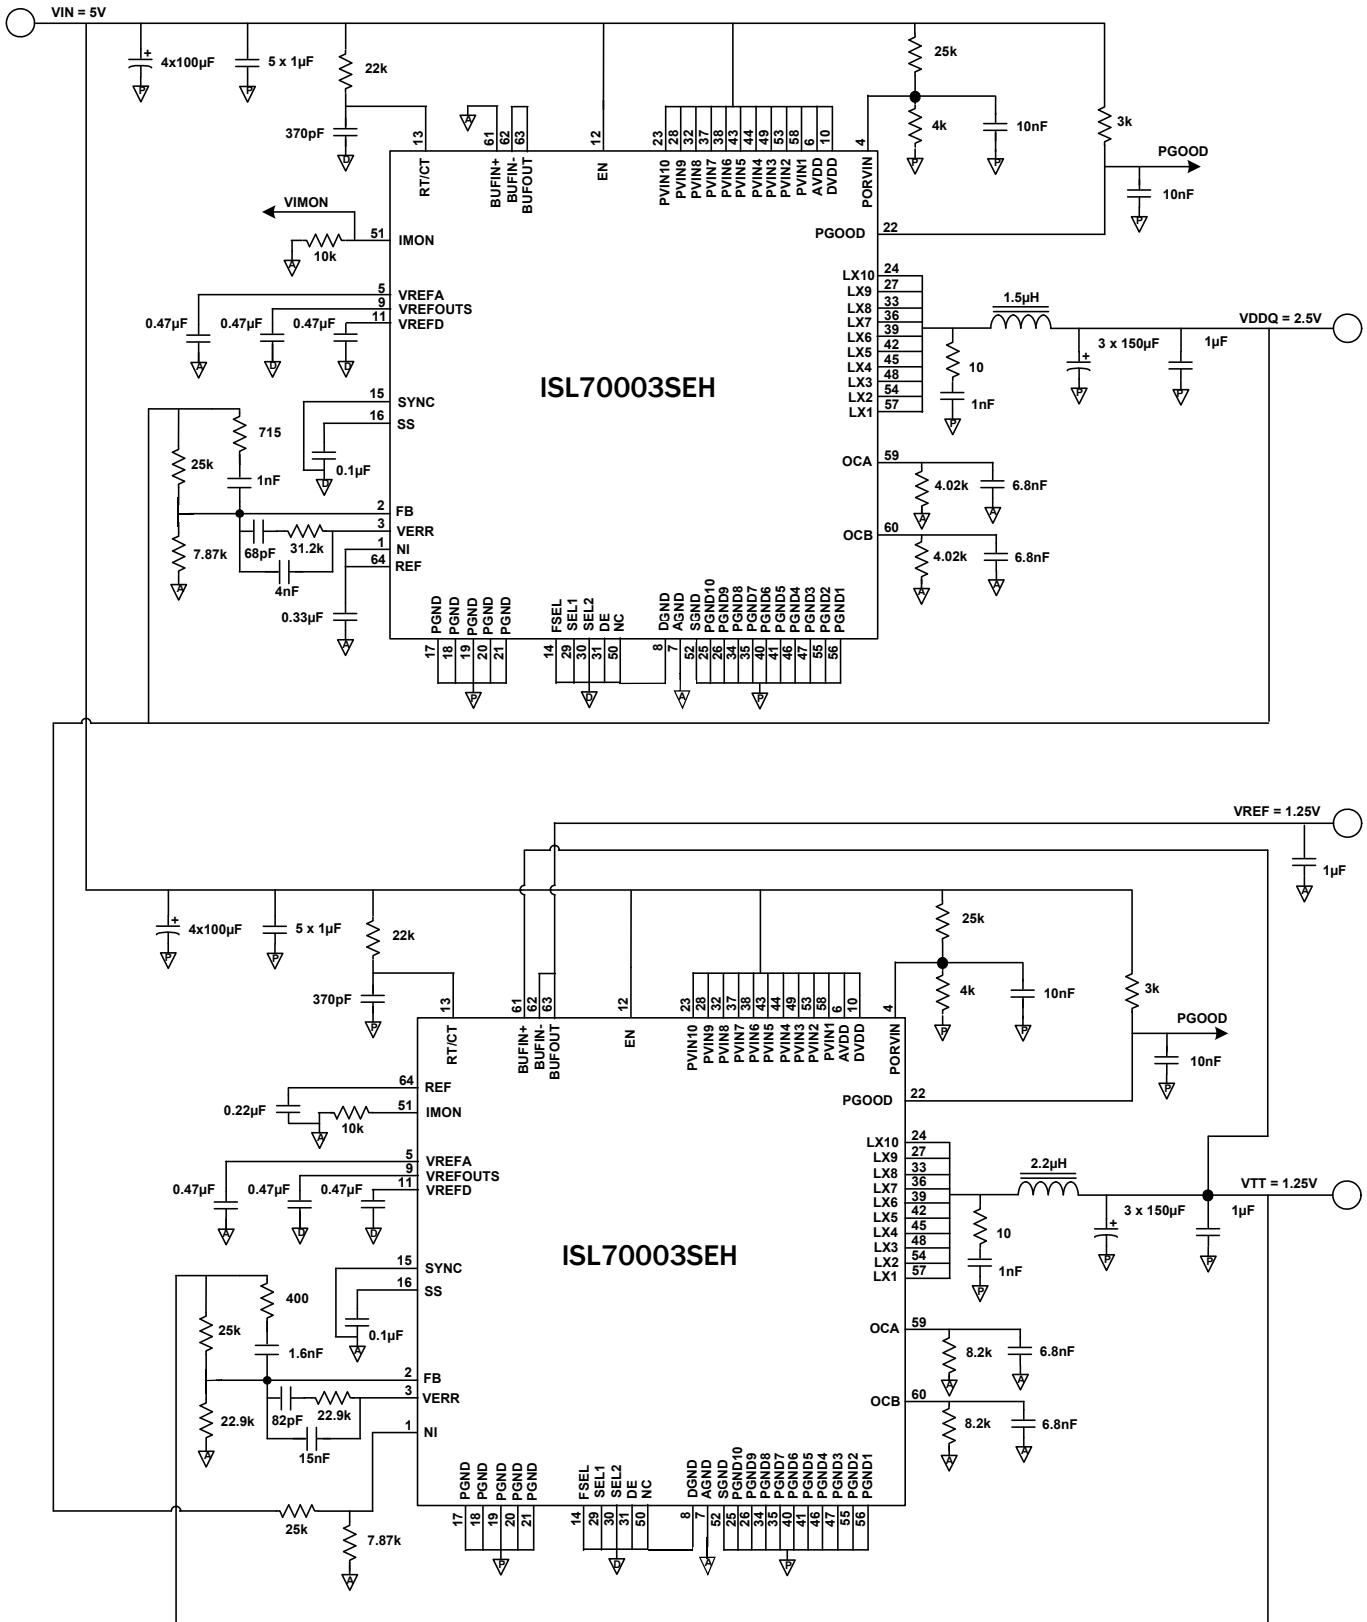 VIN = 5V
4x100µF
5 x 1µF
22k
25k
370pF
4k
10nF
3k
PGOOD
10nF
13
61
62
63
12
23
28
32
37
38
43
44
49
53
58
6
10
4
RT/CT
BUFIN+
BUFIN-
BUFOUT
EN
PVIN10
PVIN9
PVIN8
PVIN7
PVIN6
PVIN5
PVIN4
PVIN3
PVIN2
PVIN1
AVDD
DVDD
PORVIN
VIMON
51 IMON
10k
PGOOD 22
5 VREFA
9 VREFOUTS
11 VREFD
0.47µF
0.47µF
0.47µF
LX10 24
LX9 27
LX8 33
LX7 36
LX6 39
LX5 42
LX4 45
LX3 48
LX2 54
LX1 57
1.5µH
VDDQ = 2.5V
3 x 150µF
1µF
10
1nF
ISL70003SEH
15 SYNC
16 SS
0.1µF
715
25k
1nF
2 FB
3 VERR
1 NI
64 REF
7.87k
68pF
31.2k
4nF
0.33µF
OCA 59
4.02k
6.8nF
OCB 60
4.02k
6.8nF
PGND
PGND
PGND
PGND
PGND
FSEL
SEL1
SEL2
DE
NC
DGND
AGND
SGND
PGND10
PGND9
PGND8
PGND7
PGND6
PGND5
PGND4
PGND3
PGND2
PGND1
17
18
19
20
21
14
29
30
31
50
8
7
52
25
26
34
35
40
41
46
47
55
56
VREF = 1.25V
1µF
4x100µF
5 x 1µF
22k
25k
370pF
4k
10nF
3k
PGOOD
10nF
13
61
62
63
12
23
28
32
37
38
43
44
49
53
58
6
10
4
RT/CT
BUFIN+
BUFIN-
BUFOUT
EN
PVIN10
PVIN9
PVIN8
PVIN7
PVIN6
PVIN5
PVIN4
PVIN3
PVIN2
PVIN1
AVDD
DVDD
PORVIN
64 REF
0.22µF
51 IMON
10k
PGOOD 22
5 VREFA
9 VREFOUTS
11 VREFD
0.47µF
0.47µF
0.47µF
LX10 24
LX9 27
LX8 33
LX7 36
LX6 39
LX5 42
LX4 45
LX3 48
LX2 54
LX1 57
2.2µH
VTT = 1.25V
3 x 150µF
1µF
10
1nF
ISL70003SEH
15 SYNC
16 SS
0.1µF
400
25k
1.6nF
2 FB
3 VERR
1 NI
22.9k
82pF
22.9k
15nF
OCA 59
8.2k
6.8nF
OCB 60
8.2k
6.8nF
PGND
PGND
PGND
PGND
PGND
FSEL
SEL1
SEL2
DE
NC
DGND
AGND
SGND
PGND10
PGND9
PGND8
PGND7
PGND6
PGND5
PGND4
PGND3
PGND2
PGND1
17
18
19
20
21
14
29
30
31
50
8
7
52
25
26
34
35
40
41
46
47
55
56
25k
7.87k